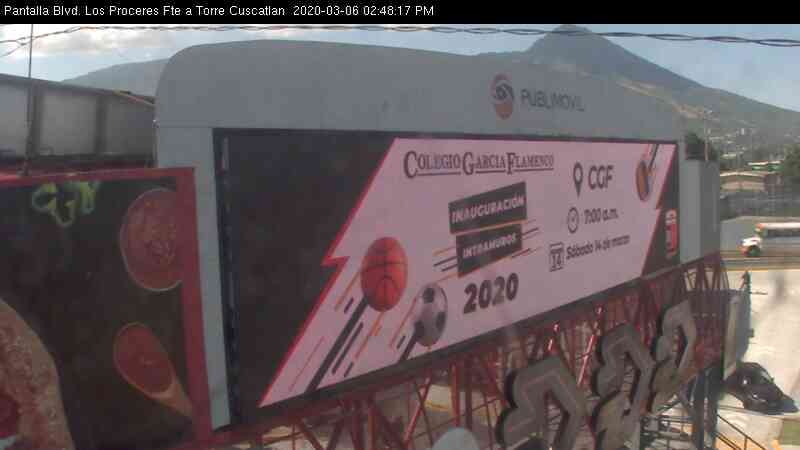 Pantalla Blvd. Los Proceres Fte a Torre Cuscatlan 2020-03-06 02:48:17 PM
PUBLIMOVIL
COLEGIO GARCIA FLAMENCO
INAUGURACIÓN
INTRAMUROS
2020
CGF
7:00 a.m.
14
Sábado 14 de marzo